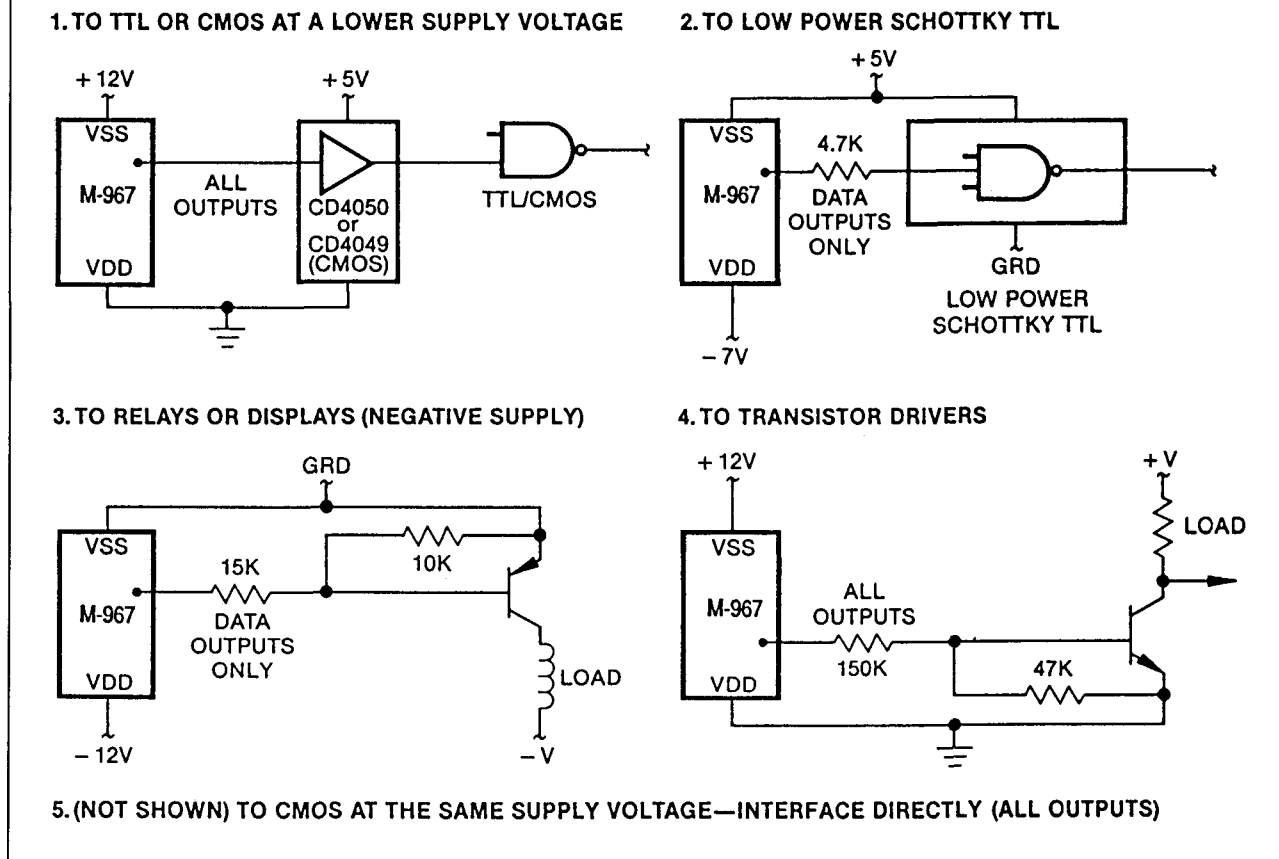 1. TO TTL OR CMOS AT A LOWER SUPPLY VOLTAGE
+ 12V
+ 5V
VSS
M-967
VDD
ALL
OUTPUTS
CD4050
or
CD4049
(CMOS)
TTL/CMOS
2. TO LOW POWER SCHOTTKY TTL
+ 5V
VSS
M-967
VDD
4.7K
DATA
OUTPUTS
ONLY
GRD
LOW POWER
SCHOTTKY TTL
– 7V
3. TO RELAYS OR DISPLAYS (NEGATIVE SUPPLY)
GRD
VSS
M-967
VDD
10K
15K
DATA
OUTPUTS
ONLY
LOAD
– 12V
– V
4. TO TRANSISTOR DRIVERS
+ 12V
+ V
LOAD
VSS
M-967
VDD
ALL
OUTPUTS
150K
47K
5. (NOT SHOWN) TO CMOS AT THE SAME SUPPLY VOLTAGE—INTERFACE DIRECTLY (ALL OUTPUTS)